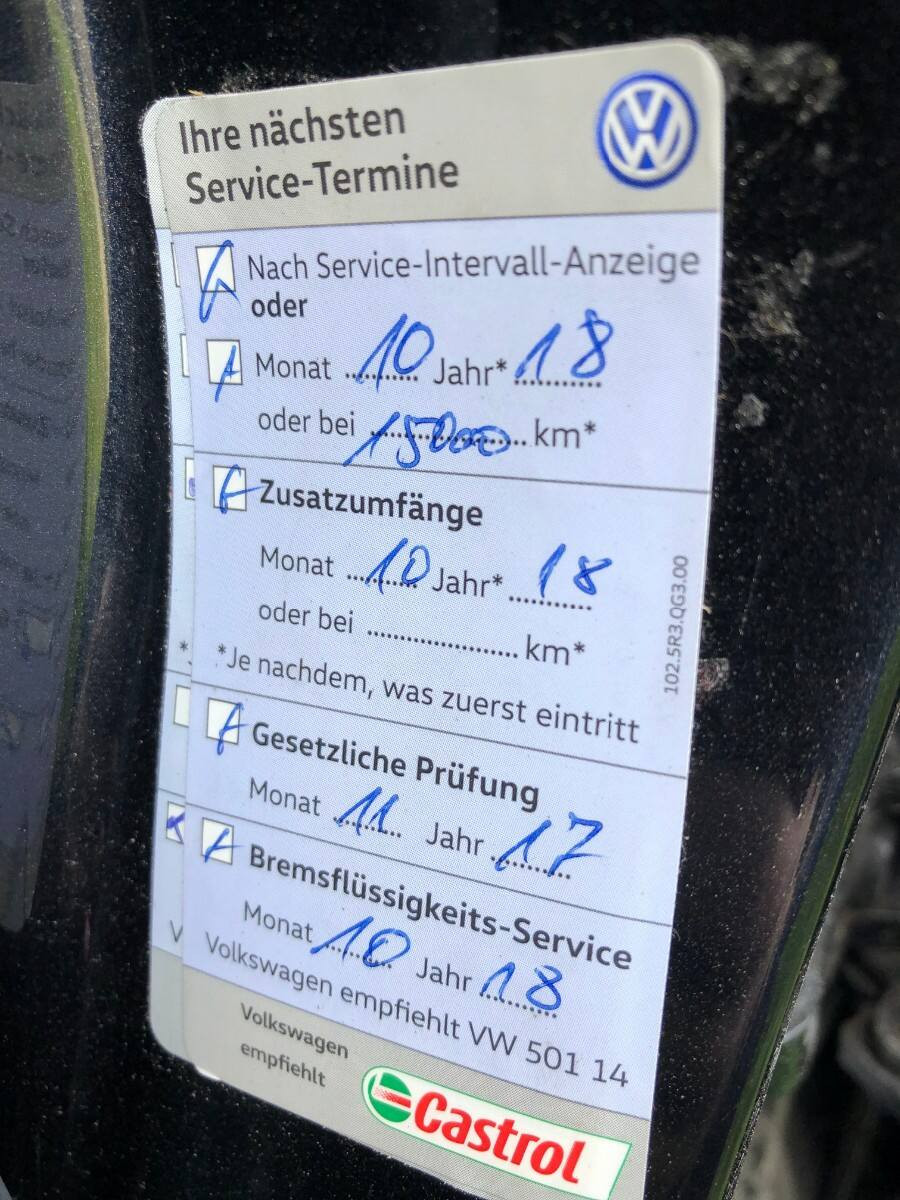 Ihre nächsten
Service-Termine
Nach Service-Intervall-Anzeige
oder
Monat 10 Jahr* 18
oder bei 15000 km*
Zusatzumfänge
Monat 10 Jahr* 18
oder bei km*
*Je nachdem, was zuerst eintritt
102.5R3.QG3.00
Gesetzliche Prüfung
Monat 11 Jahr 17
Bremsflüssigkeits-Service
Monat 10 Jahr 18
Volkswagen empfiehlt VW 501 14
Volkswagen
empfiehlt
Castrol